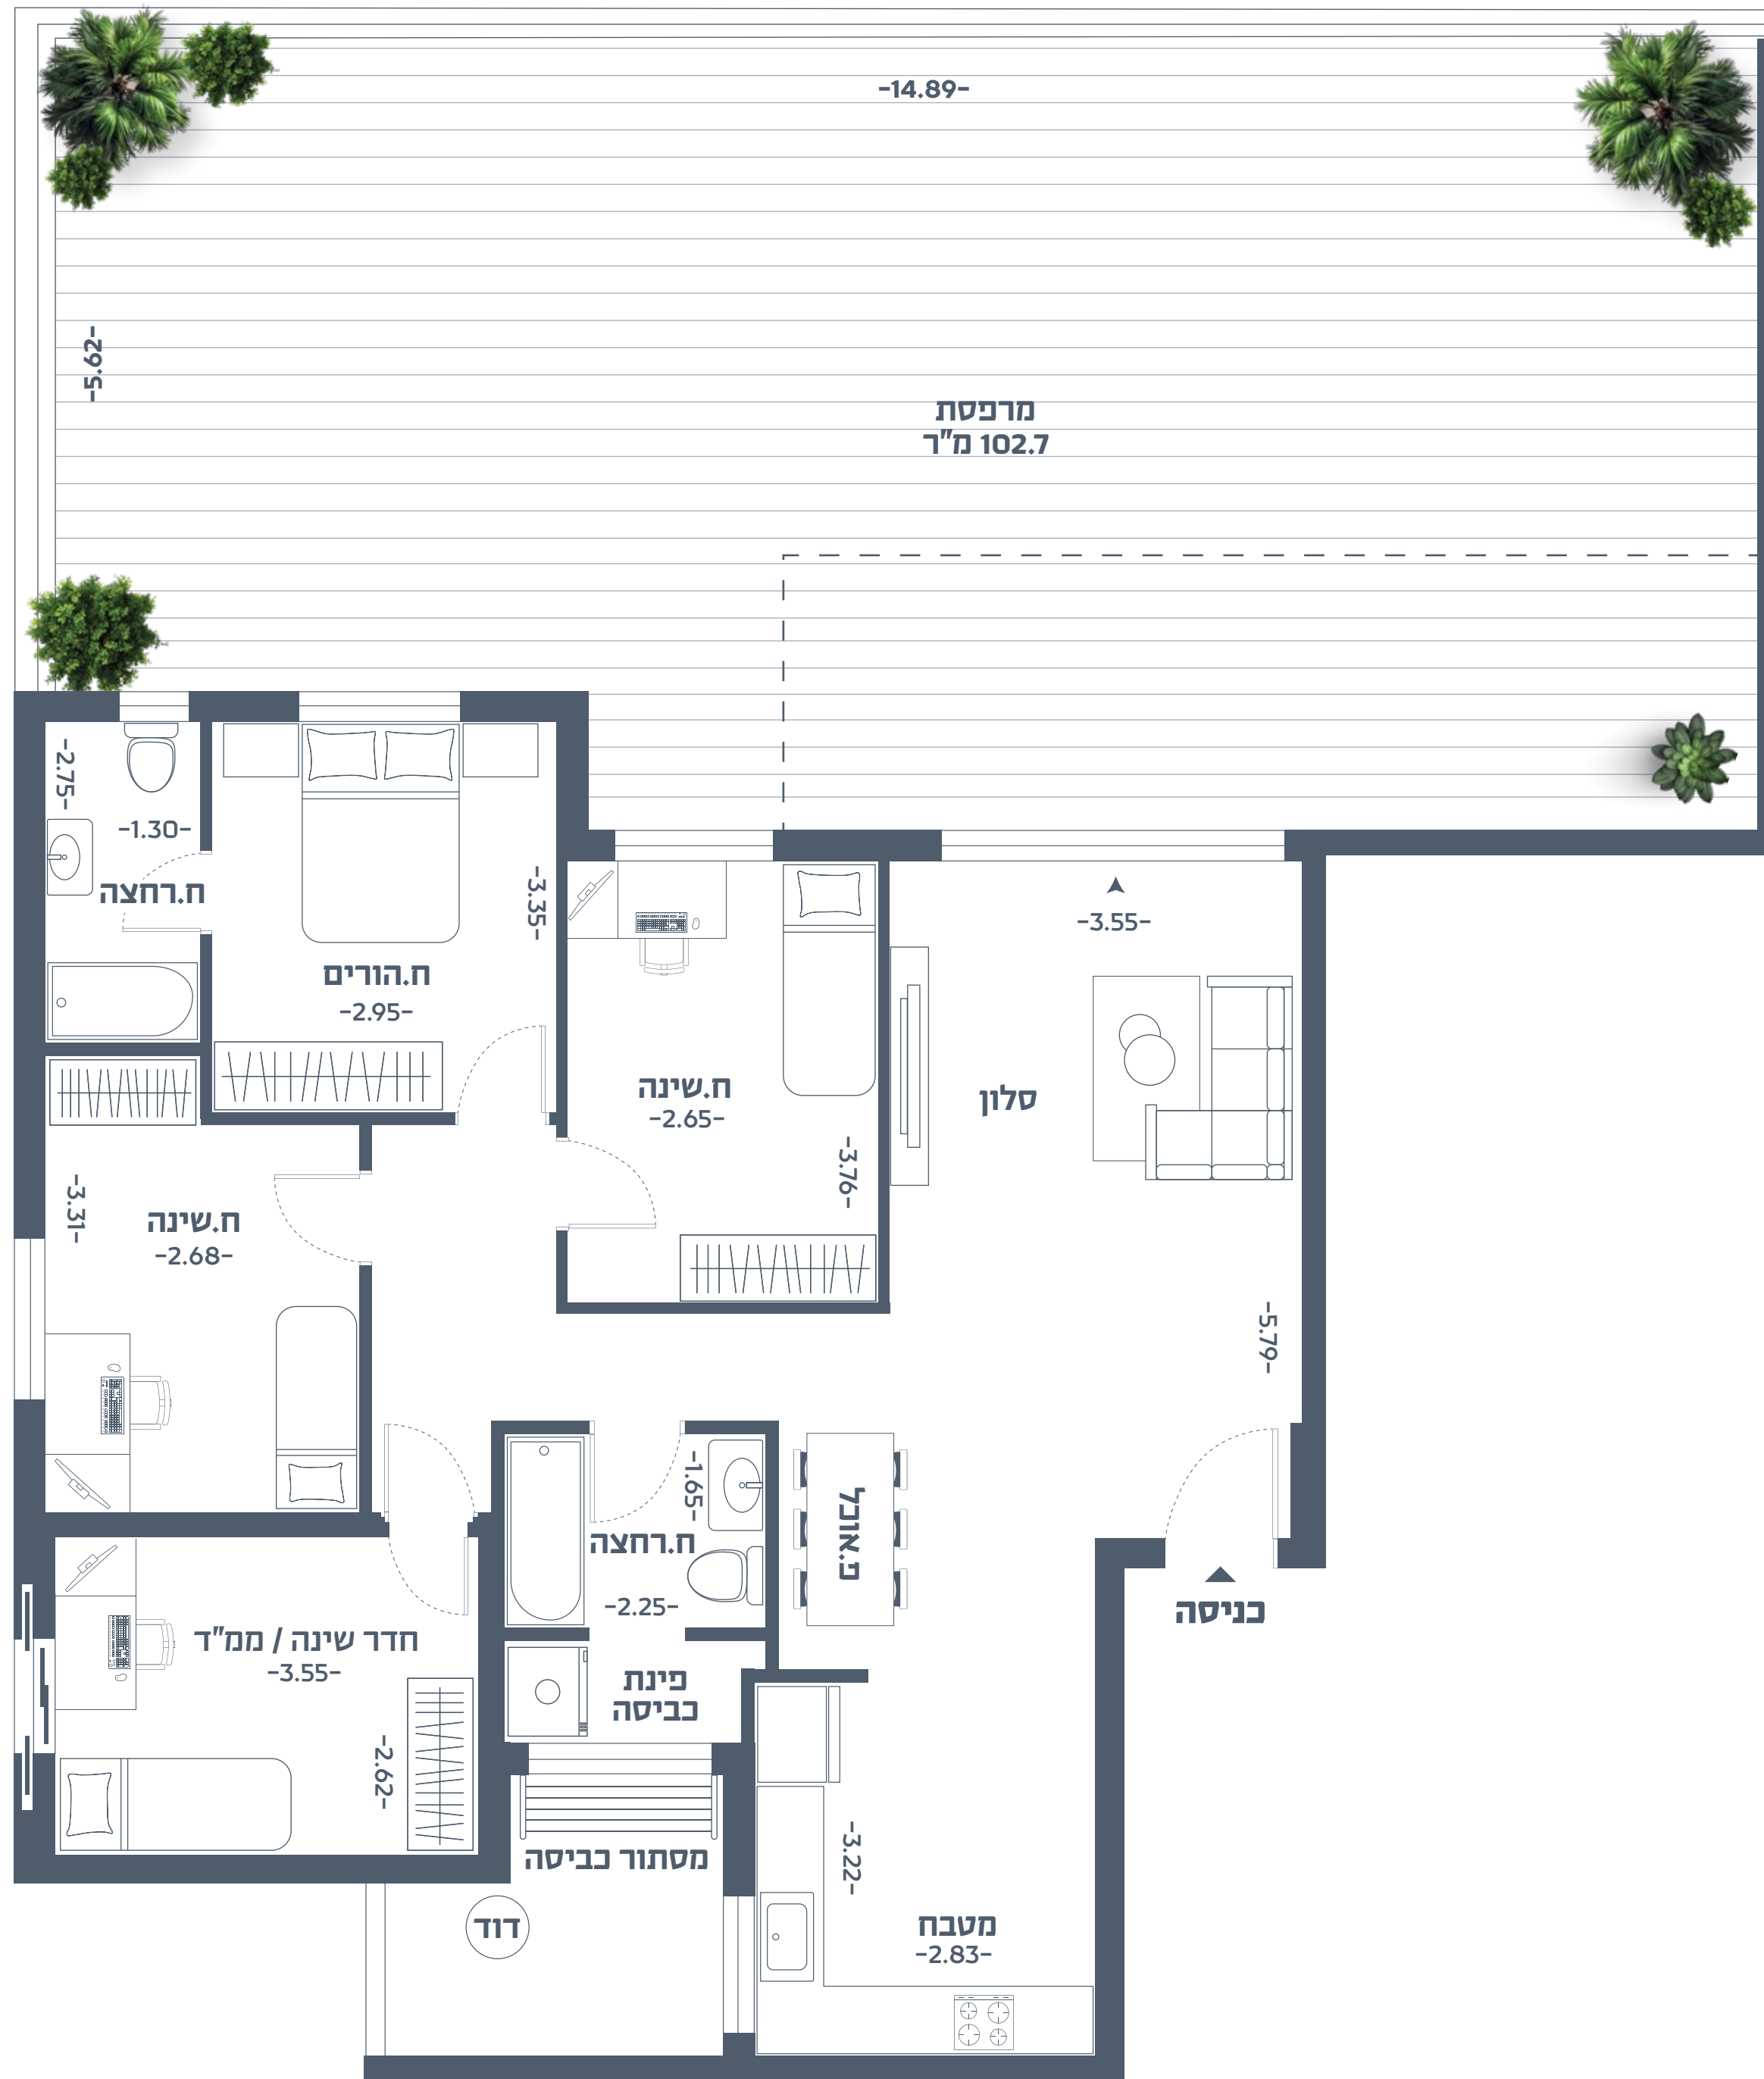 -14.89-
-5.62-
מרפסת
102.7 מ"ר
-2.75-
-1.30-
ח.רחצה
-3.35-
ח.הורים
-2.95-
-3.55-
ח.שינה
-2.65-
-3.76-
סלון
-3.31-
ח.שינה
-2.68-
-5.79-
-1.65-
ח.רחצה
-2.25-
פ.אוכל
כניסה
חדר שינה / ממ"ד
-3.55-
-2.62-
פינת
כביסה
מסתור כביסה
דוד
-3.22-
מטבח
-2.83-